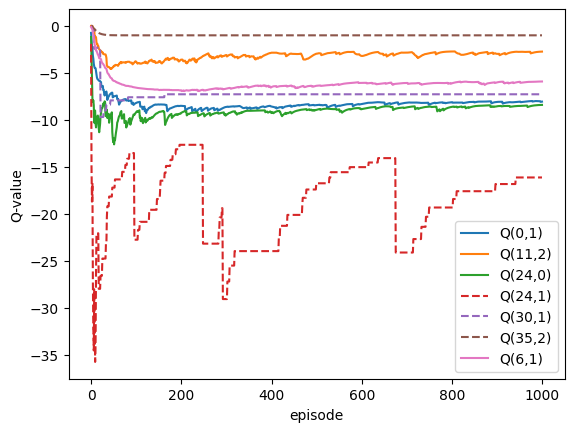 0
−5
−10
−15
−20
−25
−30
−35
Q-value
0
200
400
600
800
1000
episode
Q(0,1)
Q(11,2)
Q(24,0)
Q(24,1)
Q(30,1)
Q(35,2)
Q(6,1)